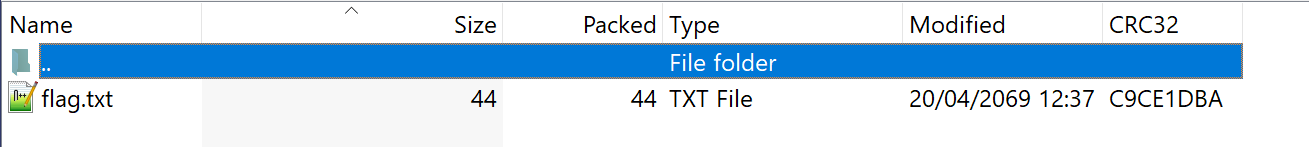 Name Size Packed Type Modified CRC32
.. File folder
flag.txt 44 44 TXT File 20/04/2069 12:37 C9CE1DBA